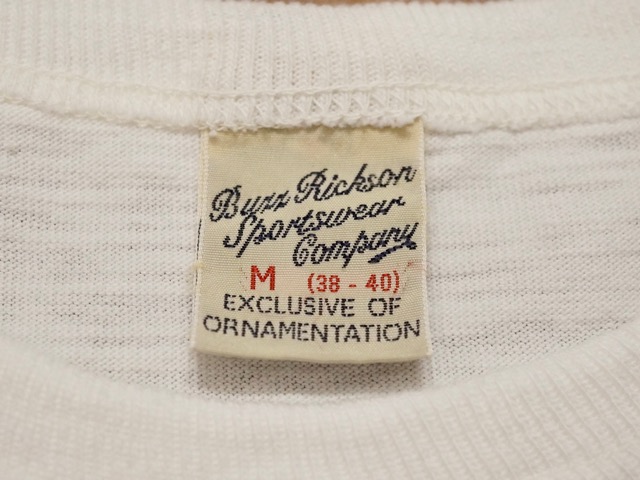 Buzz Rickson
Sportswear
Company
M (38 - 40)
EXCLUSIVE OF
ORNAMENTATION